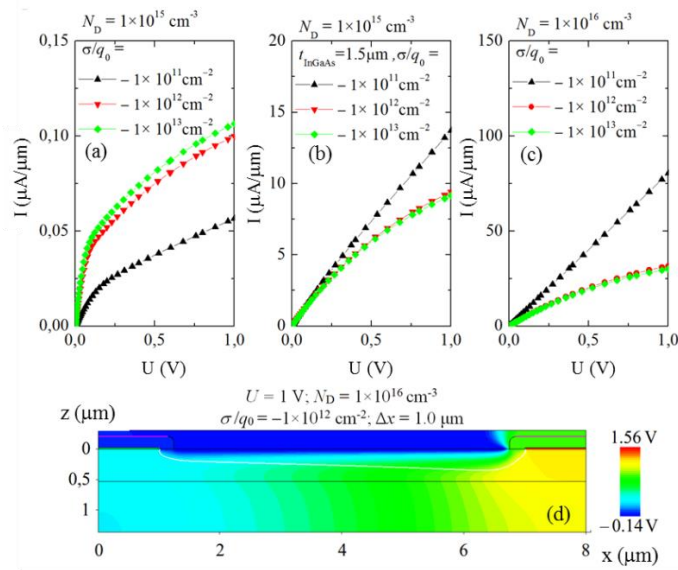 N_D = 1×10^15 cm^-3
N_D = 1×10^15 cm^-3
N_D = 1×10^16 cm^-3
σ/q_0 =
− 1× 10^11 cm^−2
− 1× 10^12 cm^−2
− 1× 10^13 cm^−2
(a)
I (μA/μm)
0,15
0,10
0,05
0,00
0,0 0,5 1,0
U (V)
t_InGaAs =1.5μm , σ/q_0 =
− 1× 10^11 cm^−2
− 1× 10^12 cm^−2
− 1× 10^13 cm^−2
(b)
I (μA/μm)
20
15
10
5
0
0,0 0,5 1,0
U (V)
σ/q_0 =
− 1× 10^11 cm^−2
− 1× 10^12 cm^−2
− 1× 10^13 cm^−2
(c)
I (μA/μm)
150
100
50
0
0,0 0,5 1,0
U (V)
U = 1 V; N_D = 1×10^16 cm^-3
σ/q0 = −1×10^12 cm^-2; Δx = 1.0 μm
z (μm)
0
0,5
1
0 2 4 6 8
x (μm)
(d)
1.56 V
− 0.14 V